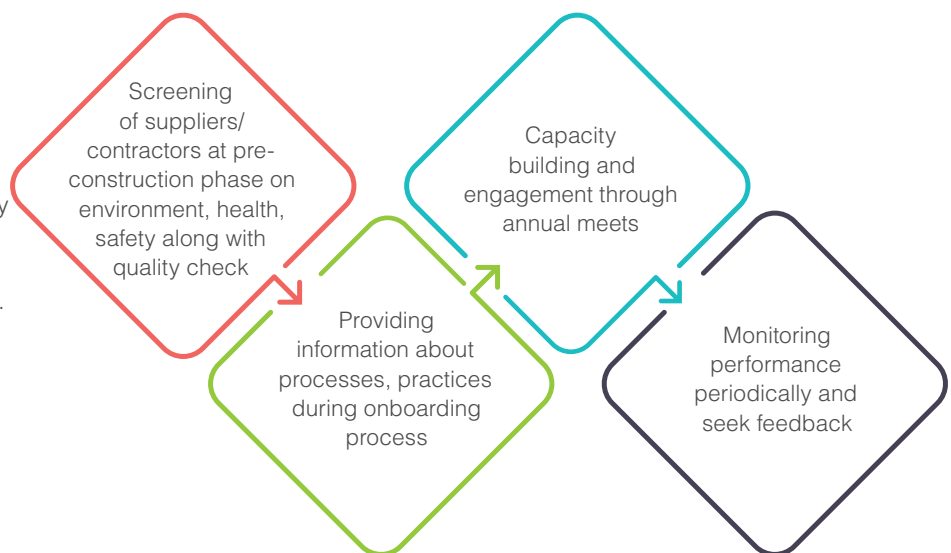 Screening
of suppliers/
contractors at pre-
construction phase on
environment, health,
safety along with
quality check
Providing
information about
processes, practices
during onboarding
process
Capacity
building and
engagement through
annual meets
Monitoring
performance
periodically and
seek feedback